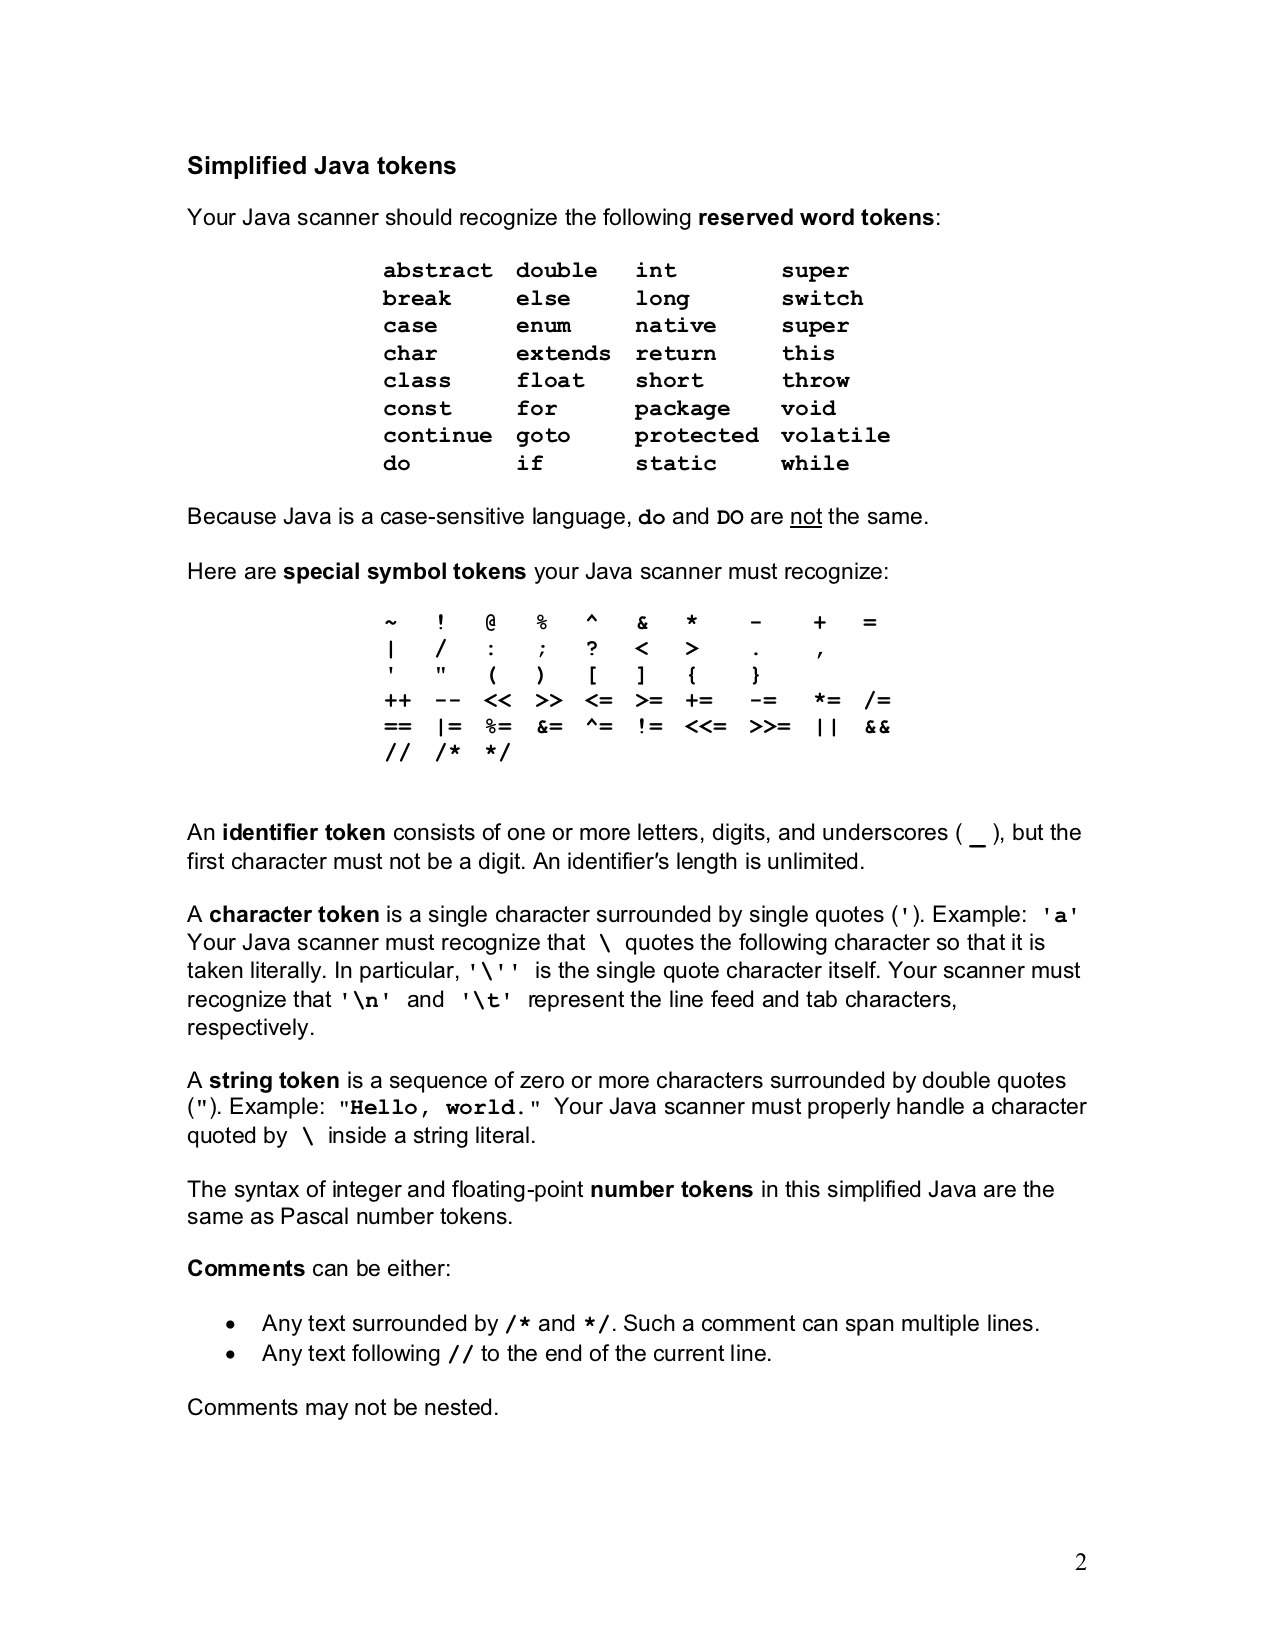 Simplified Java tokens
Your Java scanner should recognize the following reserved word tokens:
abstract double int super
break else long switch
case enum native super
char extends return this
class float short throw
const for package void
continue goto protected volatile
do if static while
Because Java is a case-sensitive language, do and DO are not the same.
Here are special symbol tokens your Java scanner must recognize:
~ ! @ % ^ & * - + =
| / : ; ? < > . ,
' " ( ) [ ] { }
++ -- << >> <= >= += -= *= /=
== |= %= &= ^= != <<= >>= || &&
// /* */
An identifier token consists of one or more letters, digits, and underscores ( _ ), but the
first character must not be a digit. An identifier's length is unlimited.
A character token is a single character surrounded by single quotes ('). Example: 'a'
Your Java scanner must recognize that \ quotes the following character so that it is
taken literally. In particular, '\'' is the single quote character itself. Your scanner must
recognize that '\n' and '\t' represent the line feed and tab characters,
respectively.
A string token is a sequence of zero or more characters surrounded by double quotes
("). Example: "Hello, world." Your Java scanner must properly handle a character
quoted by \ inside a string literal.
The syntax of integer and floating-point number tokens in this simplified Java are the
same as Pascal number tokens.
Comments can be either:
• Any text surrounded by /* and */. Such a comment can span multiple lines.
• Any text following // to the end of the current line.
Comments may not be nested.
2